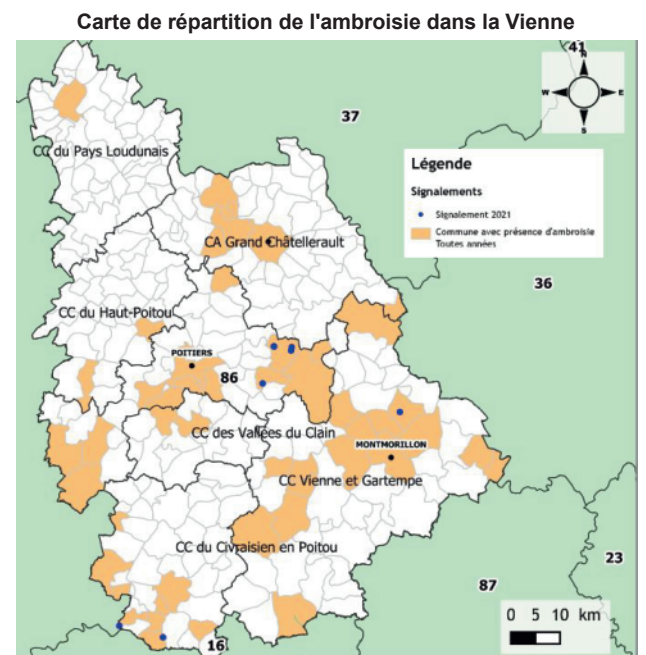 Carte de répartition de l'ambroisie dans la Vienne
41
N
W E
S
37
CC du Pays Loudunais
Légende
Signalements
Signalement 2021
Commune avec présence d'ambroisie
Toutes années
CA Grand Châtellerault
36
CC du Haut-Poitou
POITIERS
86
CC des Vallées du Clain
MONTMORILLON
CC Vienne et Gartempe
CC du Civraisien en Poitou
23
87
0 5 10 km
16